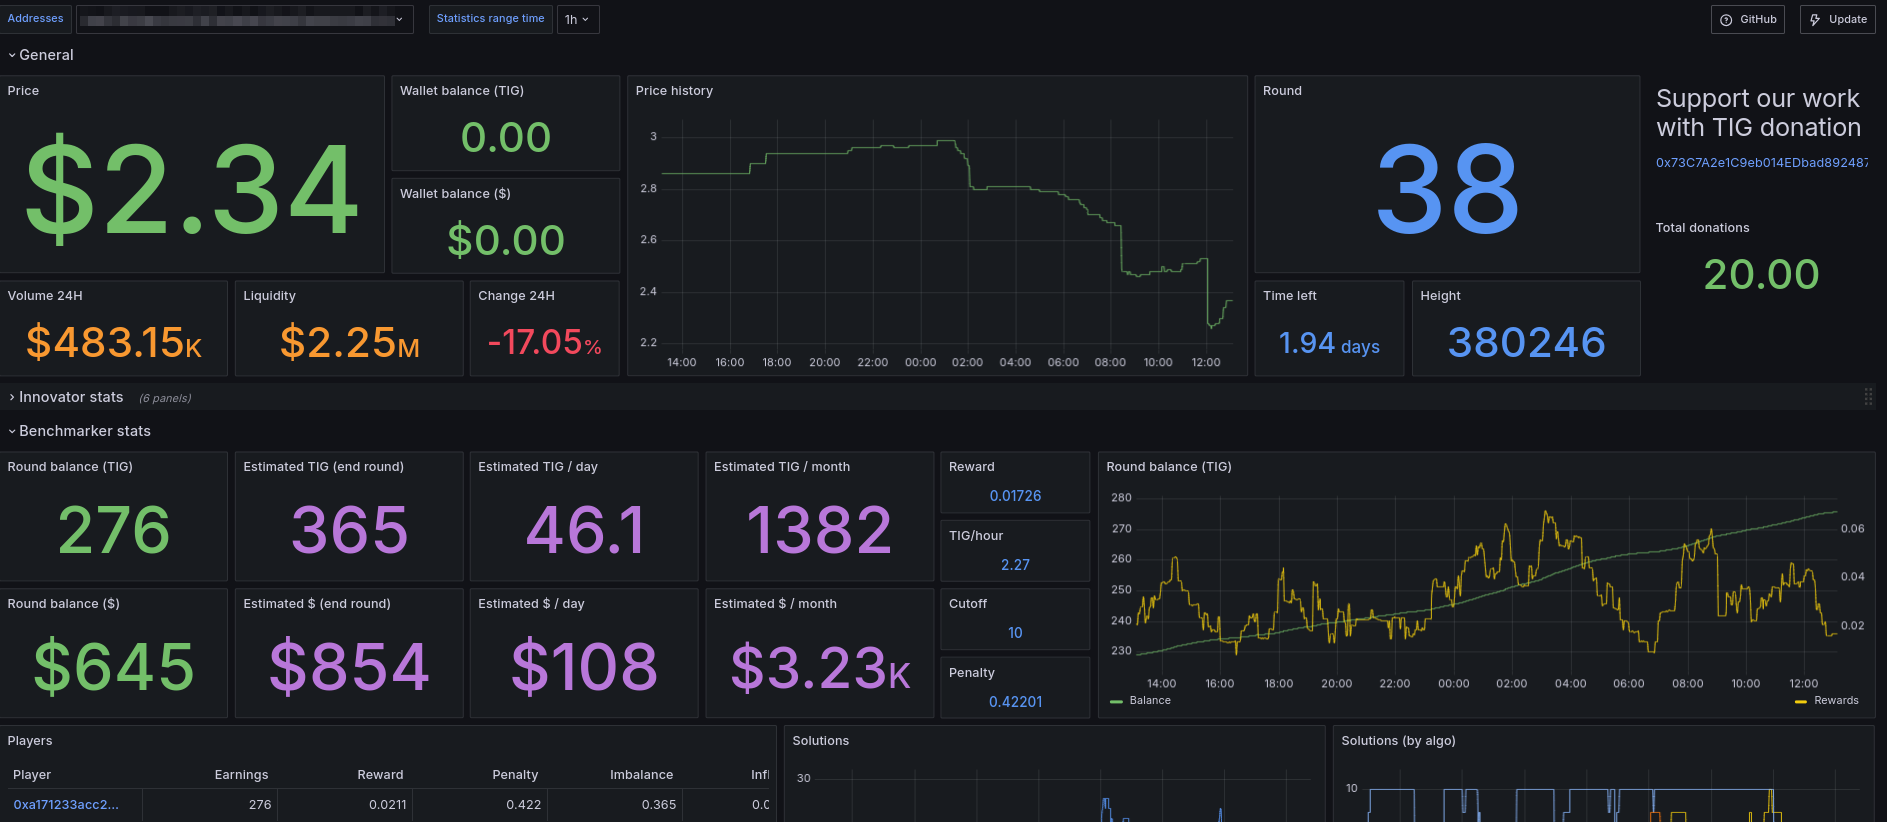 Addresses
Statistics range time
1h
GitHub
Update
General
Price
$2.34
Wallet balance (TIG)
0.00
Wallet balance ($)
$0.00
Volume 24H
$483.15K
Liquidity
$2.25M
Change 24H
-17.05%
Price history
3
2.8
2.6
2.4
2.2
14:00 16:00 18:00 20:00 22:00 00:00 02:00 04:00 06:00 08:00 10:00 12:00
Round
38
Time left
1.94 days
Height
380246
Support our work
with TIG donation
0x73C7A2e1C9eb014EDbad892487
Total donations
20.00
Innovator stats (6 panels)
Benchmarker stats
Round balance (TIG)
276
Estimated TIG (end round)
365
Estimated TIG / day
46.1
Estimated TIG / month
1382
Reward
0.01726
TIG/hour
2.27
Round balance ($)
$645
Estimated $ (end round)
$854
Estimated $ / day
$108
Estimated $ / month
$3.23K
Cutoff
10
Penalty
0.42201
Round balance (TIG)
280
270
260
250
240
230
0.06
0.04
0.02
14:00 16:00 18:00 20:00 22:00 00:00 02:00 04:00 06:00 08:00 10:00 12:00
Balance
Rewards
Players
Player Earnings Reward Penalty Imbalance Infl
0xa171233acc2... 276 0.0211 0.422 0.365 0.0
Solutions
30
Solutions (by algo)
10